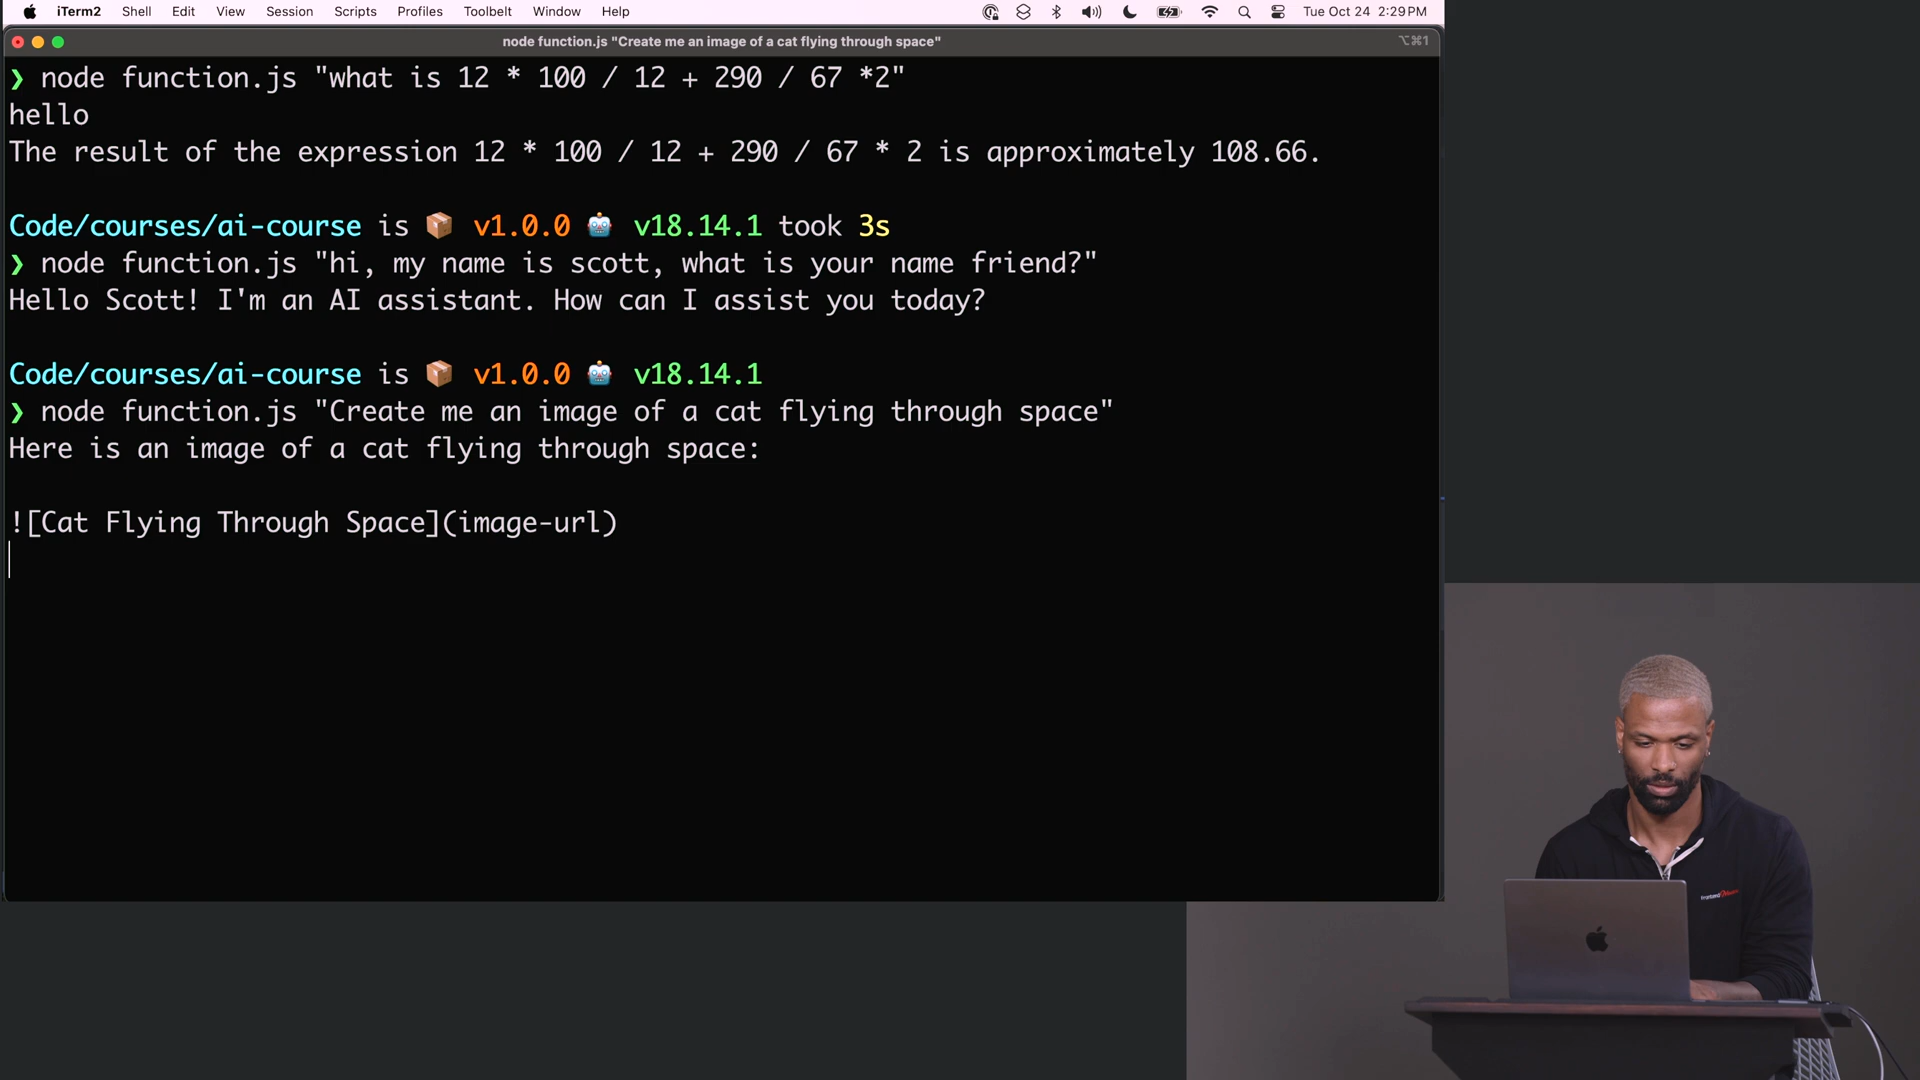 iTerm2 Shell Edit View Session Scripts Profiles Toolbelt Window Help Tue Oct 24 2:29 PM
node function.js "Create me an image of a cat flying through space" ⌥⌘1
❯ node function.js "what is 12 * 100 / 12 + 290 / 67 *2"
hello
The result of the expression 12 * 100 / 12 + 290 / 67 * 2 is approximately 108.66.
Code/courses/ai-course is 📦 v1.0.0 🤖 v18.14.1 took 3s
❯ node function.js "hi, my name is scott, what is your name friend?"
Hello Scott! I'm an AI assistant. How can I assist you today?
Code/courses/ai-course is 📦 v1.0.0 🤖 v18.14.1
❯ node function.js "Create me an image of a cat flying through space"
Here is an image of a cat flying through space:
![Cat Flying Through Space](image-url)